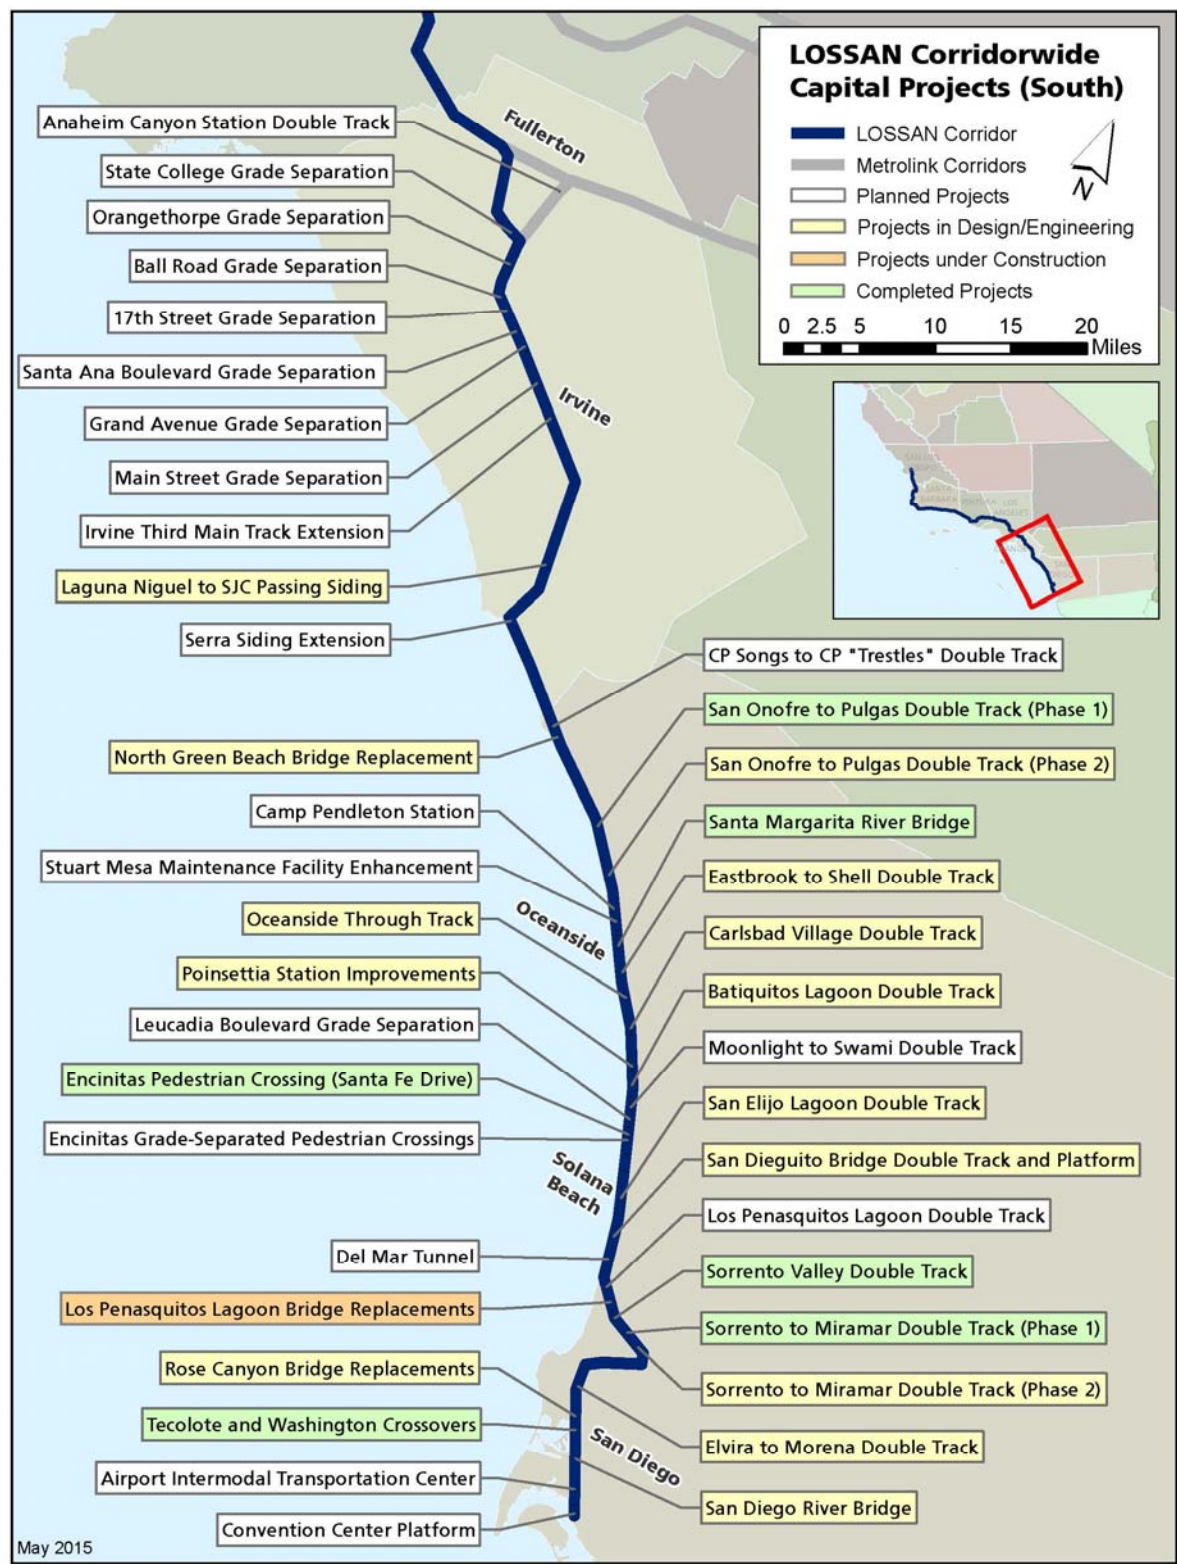 LOSSAN Corridorwide
Capital Projects (South)
LOSSAN Corridor
Metrolink Corridors
Planned Projects
Projects in Design/Engineering
Projects under Construction
Completed Projects
0 2.5 5 10 15 20
Miles
N
Anaheim Canyon Station Double Track
State College Grade Separation
Orangethorpe Grade Separation
Ball Road Grade Separation
17th Street Grade Separation
Santa Ana Boulevard Grade Separation
Grand Avenue Grade Separation
Main Street Grade Separation
Irvine Third Main Track Extension
Laguna Niguel to SJC Passing Siding
Serra Siding Extension
North Green Beach Bridge Replacement
Camp Pendleton Station
Stuart Mesa Maintenance Facility Enhancement
Oceanside Through Track
Poinsettia Station Improvements
Leucadia Boulevard Grade Separation
Encinitas Pedestrian Crossing (Santa Fe Drive)
Encinitas Grade-Separated Pedestrian Crossings
Del Mar Tunnel
Los Penasquitos Lagoon Bridge Replacements
Rose Canyon Bridge Replacements
Tecolote and Washington Crossovers
Airport Intermodal Transportation Center
Convention Center Platform
Fullerton
Irvine
Oceanside
Solana
Beach
San Diego
CP Songs to CP "Trestles" Double Track
San Onofre to Pulgas Double Track (Phase 1)
San Onofre to Pulgas Double Track (Phase 2)
Santa Margarita River Bridge
Eastbrook to Shell Double Track
Carlsbad Village Double Track
Batiquitos Lagoon Double Track
Moonlight to Swami Double Track
San Elijo Lagoon Double Track
San Dieguito Bridge Double Track and Platform
Los Penasquitos Lagoon Double Track
Sorrento Valley Double Track
Sorrento to Miramar Double Track (Phase 1)
Sorrento to Miramar Double Track (Phase 2)
Elvira to Morena Double Track
San Diego River Bridge
May 2015